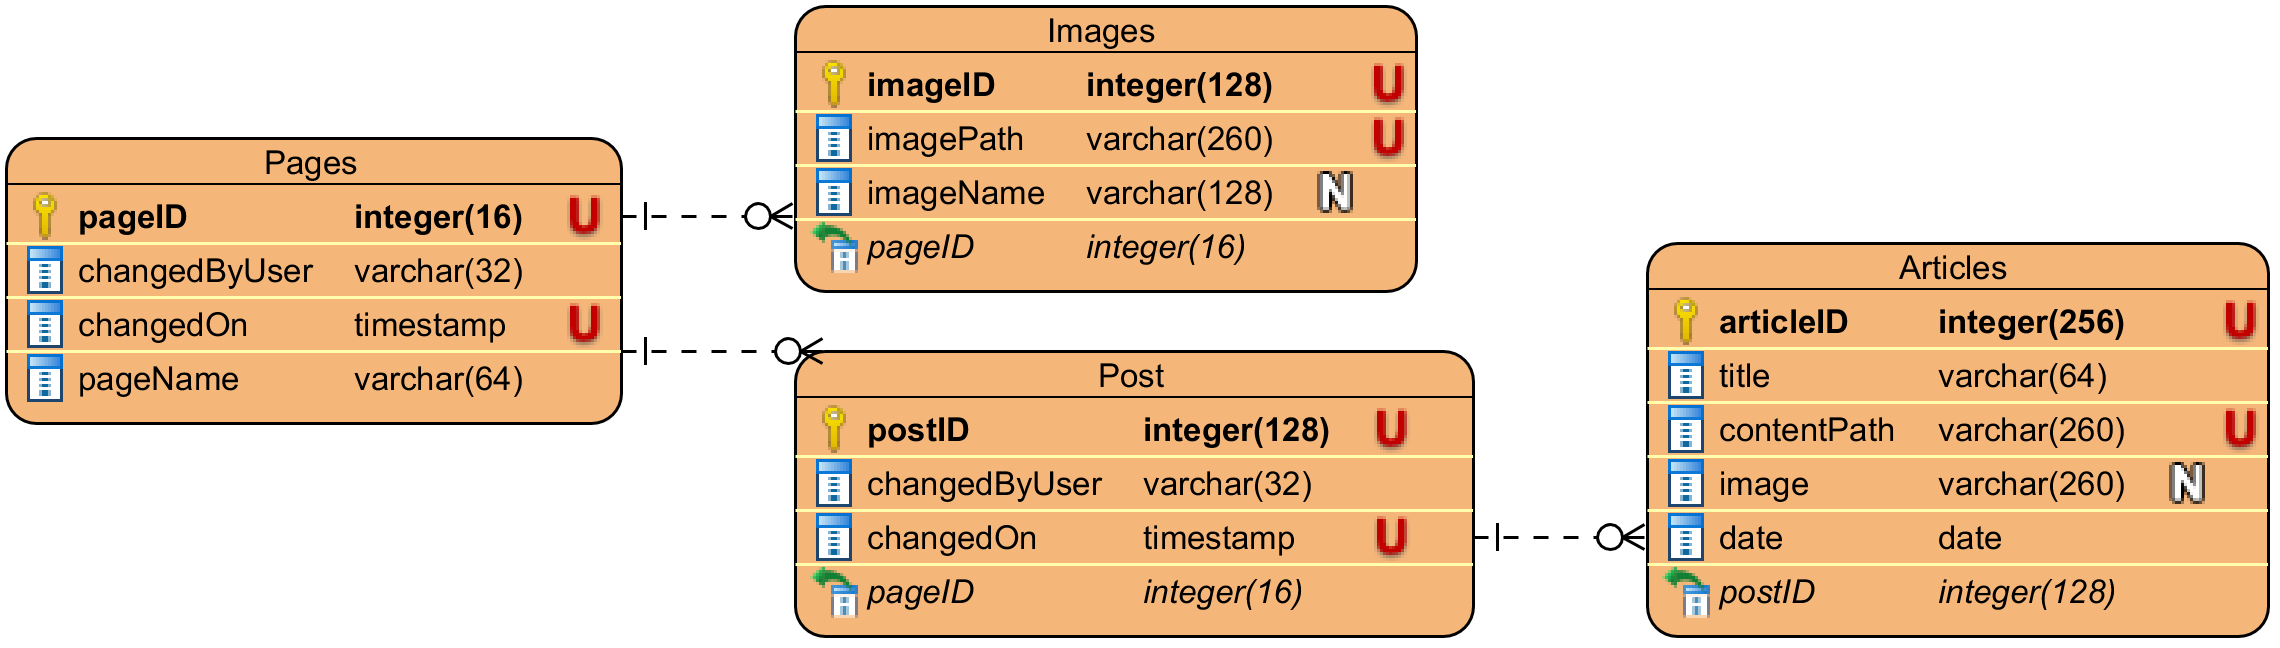 Pages
pageID integer(16) U
changedByUser varchar(32)
changedOn timestamp U
pageName varchar(64)
Images
imageID integer(128) U
imagePath varchar(260) U
imageName varchar(128) N
pageID integer(16)
Post
postID integer(128) U
changedByUser varchar(32)
changedOn timestamp U
pageID integer(16)
Articles
articleID integer(256) U
title varchar(64)
contentPath varchar(260) U
image varchar(260) N
date date
postID integer(128)